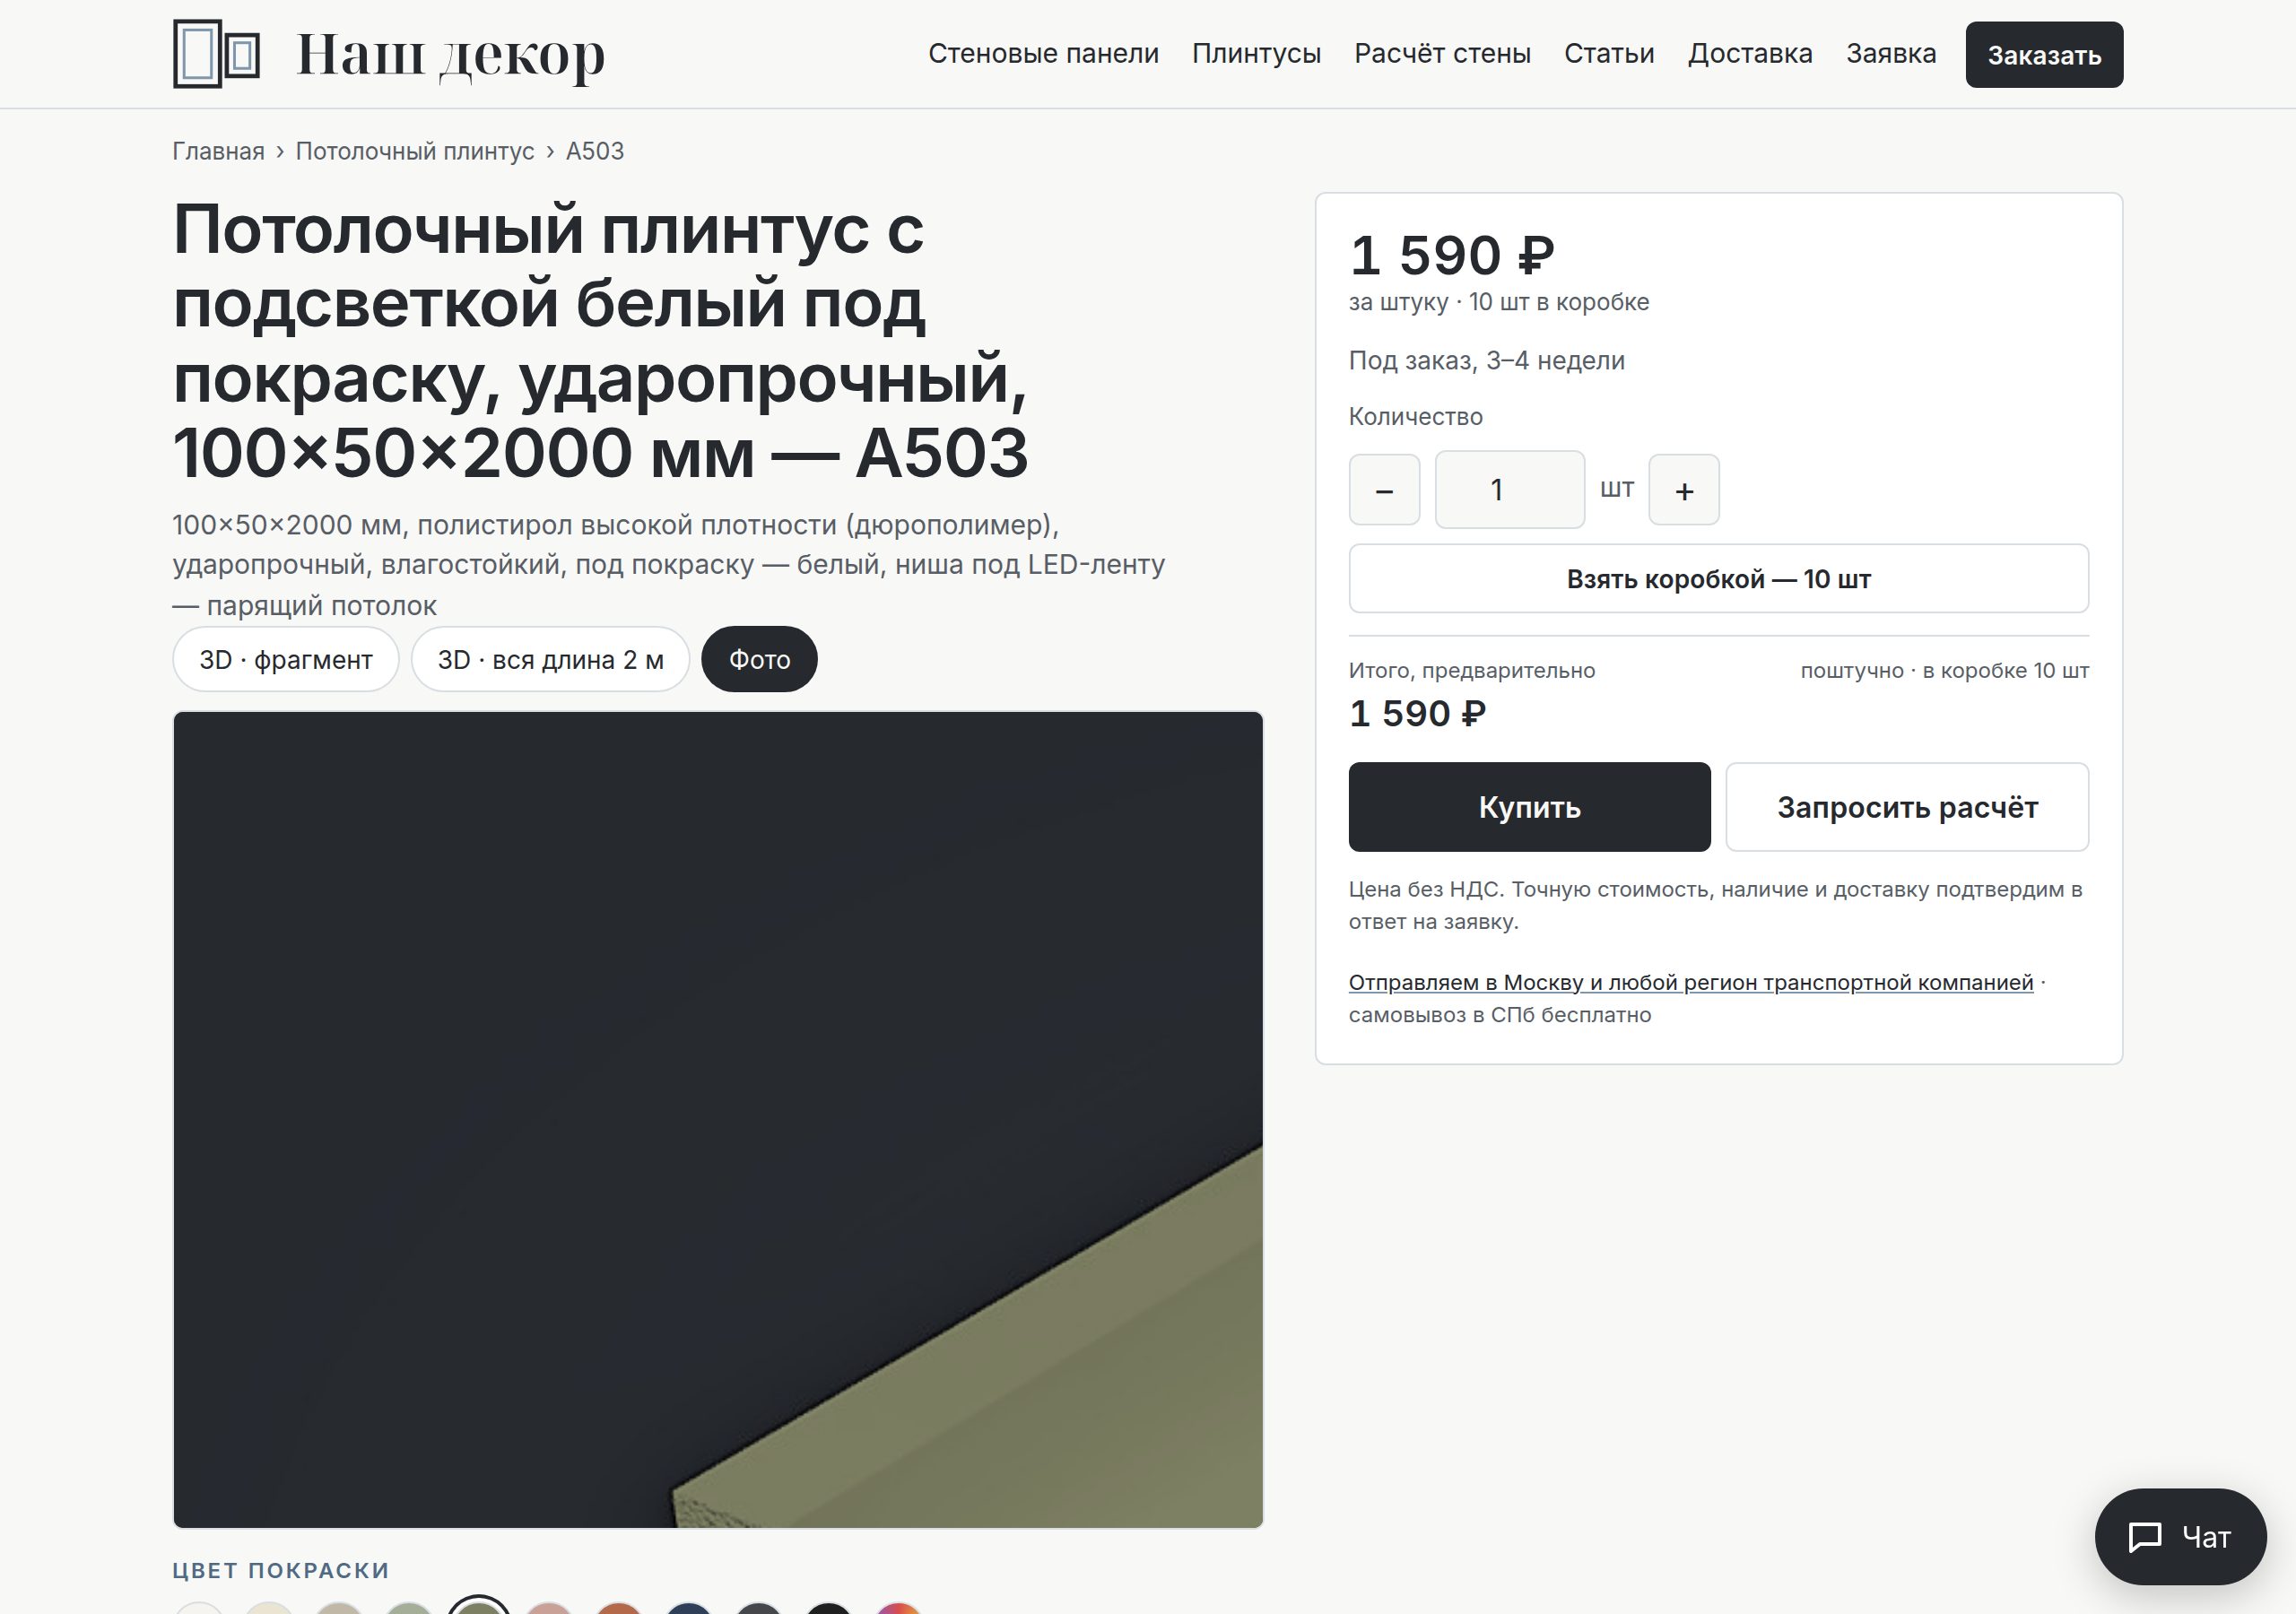 Наш декор
Стеновые панели Плинтусы Расчёт стены Статьи Доставка Заявка Заказать
Главная › Потолочный плинтус › A503
Потолочный плинтус с
подсветкой белый под
покраску, ударопрочный,
100×50×2000 мм — A503
100×50×2000 мм, полистирол высокой плотности (дюрополимер),
ударопрочный, влагостойкий, под покраску — белый, ниша под LED-ленту
— парящий потолок
3D · фрагмент 3D · вся длина 2 м Фото
ЦВЕТ ПОКРАСКИ
1 590 ₽
за штуку · 10 шт в коробке
Под заказ, 3–4 недели
Количество
− 1 шт +
Взять коробкой — 10 шт
Итого, предварительно поштучно · в коробке 10 шт
1 590 ₽
Купить Запросить расчёт
Цена без НДС. Точную стоимость, наличие и доставку подтвердим в
ответ на заявку.
Отправляем в Москву и любой регион транспортной компанией ·
самовывоз в СПб бесплатно
Чат